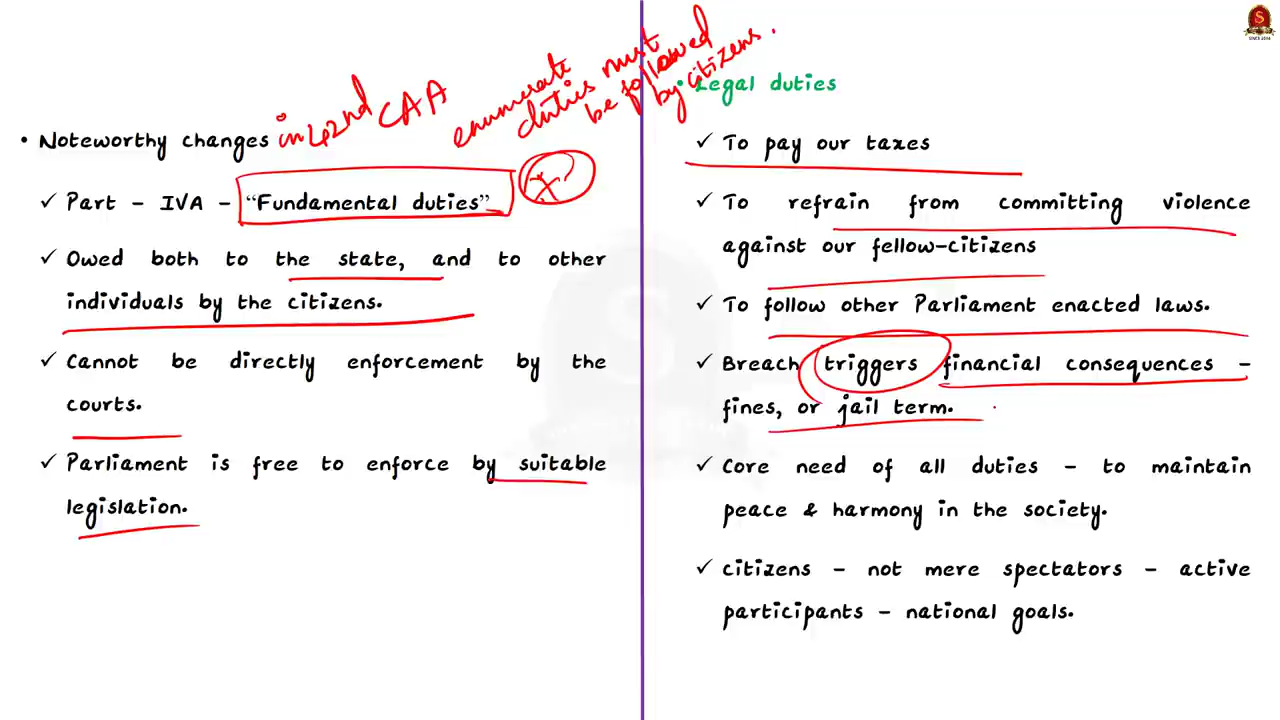 • Noteworthy changes in 42nd CAA
enumerate
duties must
be followed
by citizens.
✓ Part – IVA – “Fundamental duties”
✓ Owed both to the state, and to other
individuals by the citizens.
✓ Cannot be directly enforcement by the
courts.
✓ Parliament is free to enforce by suitable
legislation.
• Legal duties
✓ To pay our taxes
✓ To refrain from committing violence
against our fellow-citizens
✓ To follow other Parliament enacted laws.
✓ Breach triggers financial consequences –
fines, or jail term.
✓ Core need of all duties – to maintain
peace & harmony in the society.
✓ citizens – not mere spectators – active
participants – national goals.